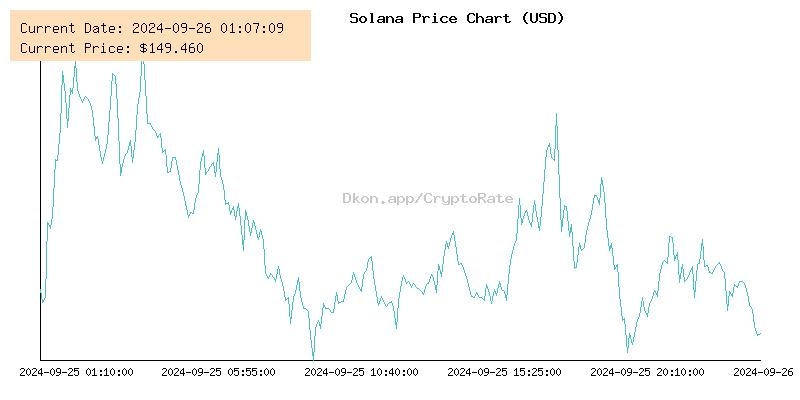 Solana Price Chart (USD)
Current Date: 2024-09-26 01:07:09
Current Price: $149.460
Dkon.app/CryptoRate
2024-09-25 01:10:00 2024-09-25 05:55:00 2024-09-25 10:40:00 2024-09-25 15:25:00 2024-09-25 20:10:00 2024-09-26